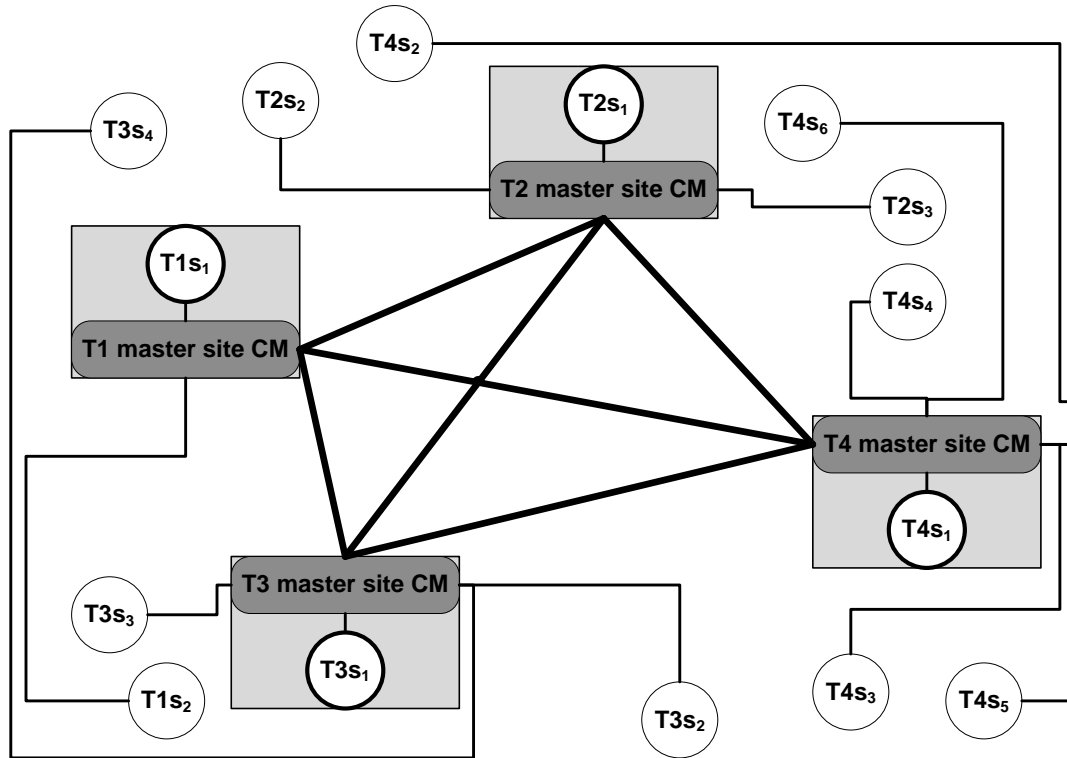 T4s₂
T2s₂
T2s₁
T3s₄
T4s₆
T2 master site CM
T2s₃
T1s₁
T4s₄
T1 master site CM
T4 master site CM
T4s₁
T3 master site CM
T3s₃
T3s₁
T1s₂
T3s₂
T4s₃
T4s₅